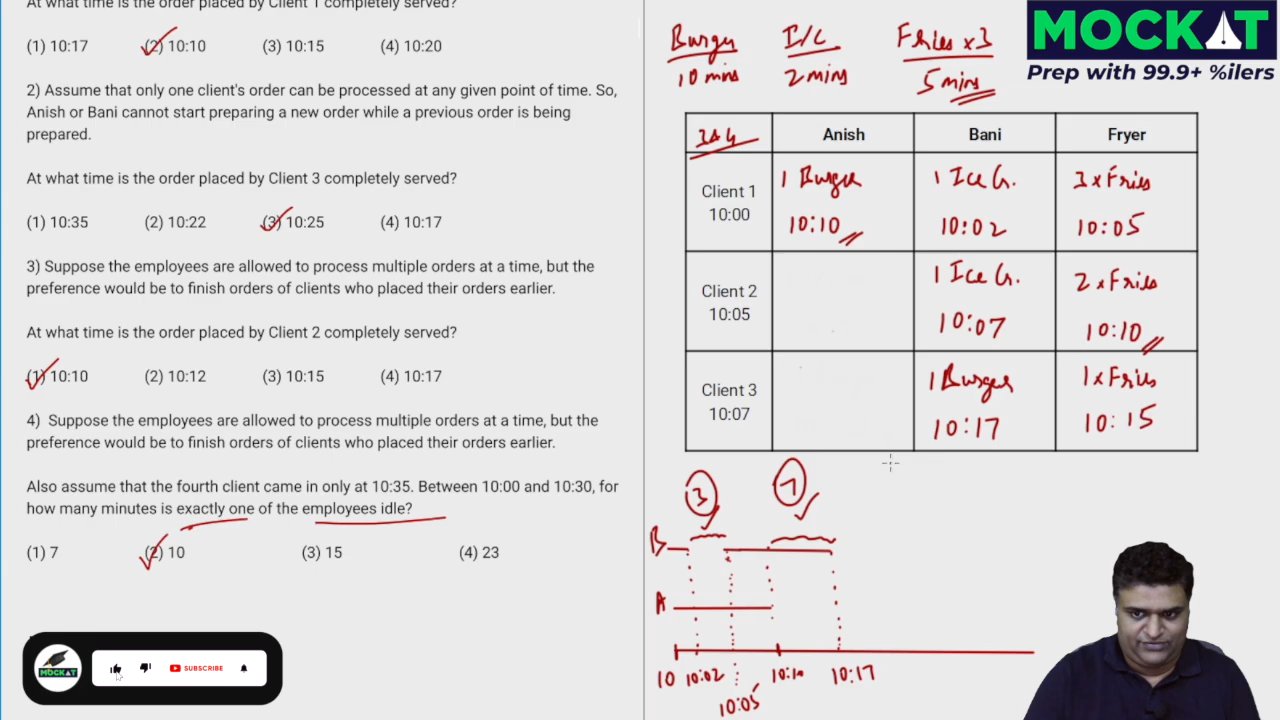 At what time is the order placed by Client 1 completely served?
(1) 10:17 (2) 10:10 (3) 10:15 (4) 10:20
2) Assume that only one client's order can be processed at any given point of time. So,
Anish or Bani cannot start preparing a new order while a previous order is being
prepared.
At what time is the order placed by Client 3 completely served?
(1) 10:35 (2) 10:22 (3) 10:25 (4) 10:17
3) Suppose the employees are allowed to process multiple orders at a time, but the
preference would be to finish orders of clients who placed their orders earlier.
At what time is the order placed by Client 2 completely served?
(1) 10:10 (2) 10:12 (3) 10:15 (4) 10:17
4) Suppose the employees are allowed to process multiple orders at a time, but the
preference would be to finish orders of clients who placed their orders earlier.
Also assume that the fourth client came in only at 10:35. Between 10:00 and 10:30, for
how many minutes is exactly one of the employees idle?
(1) 7 (2) 10 (3) 15 (4) 23
MOCKAT
SUBSCRIBE
MOCKAT
Prep with 99.9+ %ilers
Burger I/C Fries x3
10 mins 2 mins 5 mins
3&4 Anish Bani Fryer
Client 1 1 Burger 1 Ice Cr. 3 x Fries
10:00 10:10 10:02 10:05
Client 2 1 Ice Cr. 2 x Fries
10:05 10:07 10:10
Client 3 1 Burger 1 x Fries
10:07 10:17 10:15
3 7
B
A
10 10:02 10:05 10:10 10:17